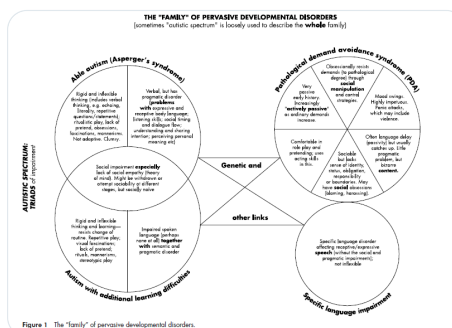 THE "FAMILY" OF PERVASIVE DEVELOPMENTAL DISORDERS
(sometimes "autistic spectrum" is loosely used to describe the whole family)
AUTISTIC SPECTRUM:
TRIADS of impairment
Able autism (Asperger's syndrome)
Rigid and inflexible
thinking (includes verbal
thinking, e.g. echoing,
literality, repetitive
questions/statements);
ritualistic play, lack of
pretend, obsessions,
fascinations, mannerisms.
Not adaptive. Clumsy.
Verbal, but has
pragmatic disorder
(problems
with expressive and
receptive body language;
listening skills; social timing
and dialogue flow;
understanding and sharing
intention; perceiving personal
meaning etc)
Social impairment especially
lack of social empathy (theory
of mind). Might be withdrawn or
attempt sociability at different
stages, but socially naive
Rigid and inflexible
thinking and learning—
resists change of
routine. Repetitive play;
visual fascinations;
lack of pretend,
rituals, mannerisms,
stereotypic play
Impaired spoken
language (perhaps
none at all) together
with semantic and
pragmatic disorder
Autism with additional learning difficulties
Genetic and
other links
Pathological demand avoidance syndrome (PDA)
Obsessionally resists
demands (to pathological
degree) through
social
manipulation
and control
strategies.
Very
passive
early history.
Increasingly
'actively passive'
as ordinary demands
increase
Mood swings.
Highly impetuous.
Panic attacks,
which may include
violence.
Comfortable in
role play and
pretending; uses
acting skills
in this.
Sociable
but lacks
sense of identity,
status, obligation,
responsibility
or boundaries. May
have social obsessions
(blaming, harassing).
Often language delay
(passivity) but usually
catches up. Little
pragmatic
problem, but
bizarre
content.
Specific language disorder
affecting receptive/expressive
speech (without the social and
pragmatic impairment);
not inflexible
Specific language impairment
Figure 1 The "family" of pervasive developmental disorders.